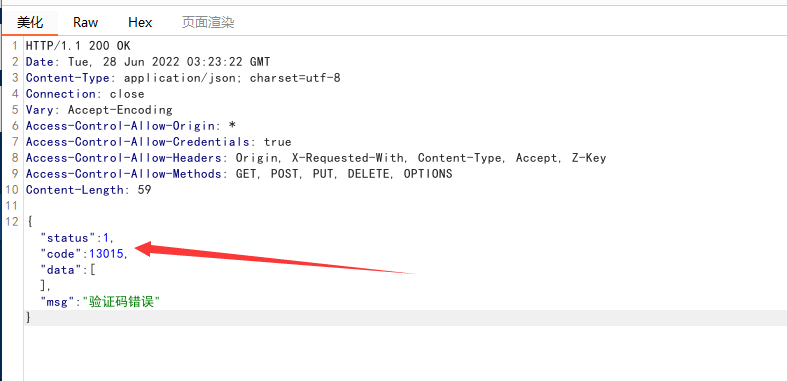 美化 Raw Hex 页面渲染
1 HTTP/1.1 200 OK
2 Date: Tue, 28 Jun 2022 03:23:22 GMT
3 Content-Type: application/json; charset=utf-8
4 Connection: close
5 Vary: Accept-Encoding
6 Access-Control-Allow-Origin: *
7 Access-Control-Allow-Credentials: true
8 Access-Control-Allow-Headers: Origin, X-Requested-With, Content-Type, Accept, Z-Key
9 Access-Control-Allow-Methods: GET, POST, PUT, DELETE, OPTIONS
10 Content-Length: 59
11
12 {
"status":1,
"code":13015,
"data":[
],
"msg":"验证码错误"
}